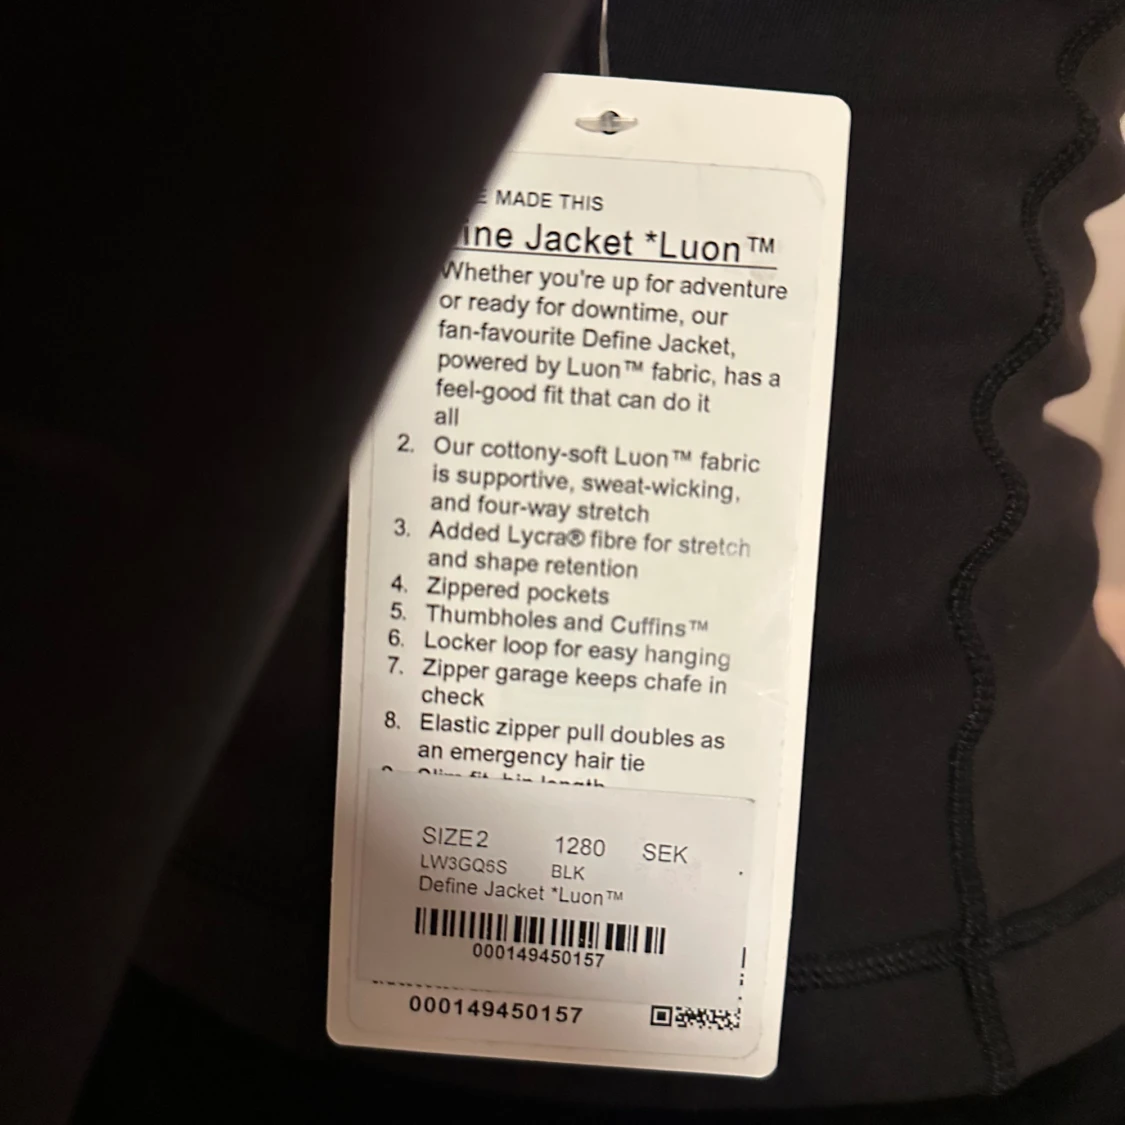 MADE THIS
Jacket *Luon™
Whether you're up for adventure
or ready for downtime, our
fan-favourite Define Jacket,
powered by Luon™ fabric, has a
feel-good fit that can do it
all
2. Our cottony-soft Luon™ fabric
is supportive, sweat-wicking,
and four-way stretch
3. Added Lycra® fibre for stretch
and shape retention
4. Zippered pockets
5. Thumbholes and Cuffins™
6. Locker loop for easy hanging
7. Zipper garage keeps chafe in
check
8. Elastic zipper pull doubles as
an emergency hair tie
SIZE2 1280 SEK
LW3GQ6S BLK
Define Jacket *Luon™
000149450157
000149450157